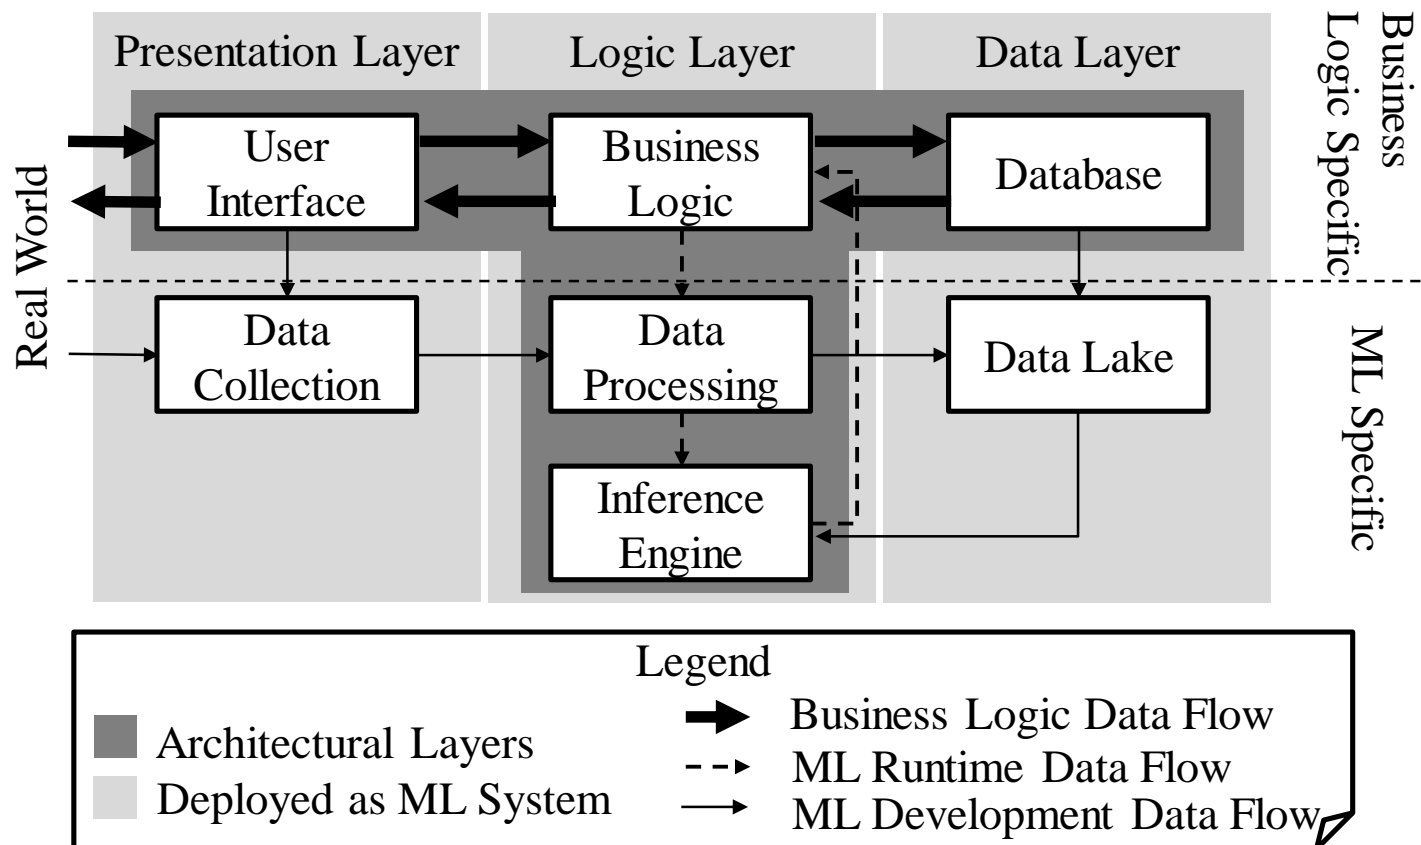 Presentation Layer
Logic Layer
Data Layer
Business
Logic Specific
User
Interface
Business
Logic
Database
Real World
Data
Collection
Data
Processing
Data Lake
ML Specific
Inference
Engine
Legend
Architectural Layers
Deployed as ML System
Business Logic Data Flow
ML Runtime Data Flow
ML Development Data Flow